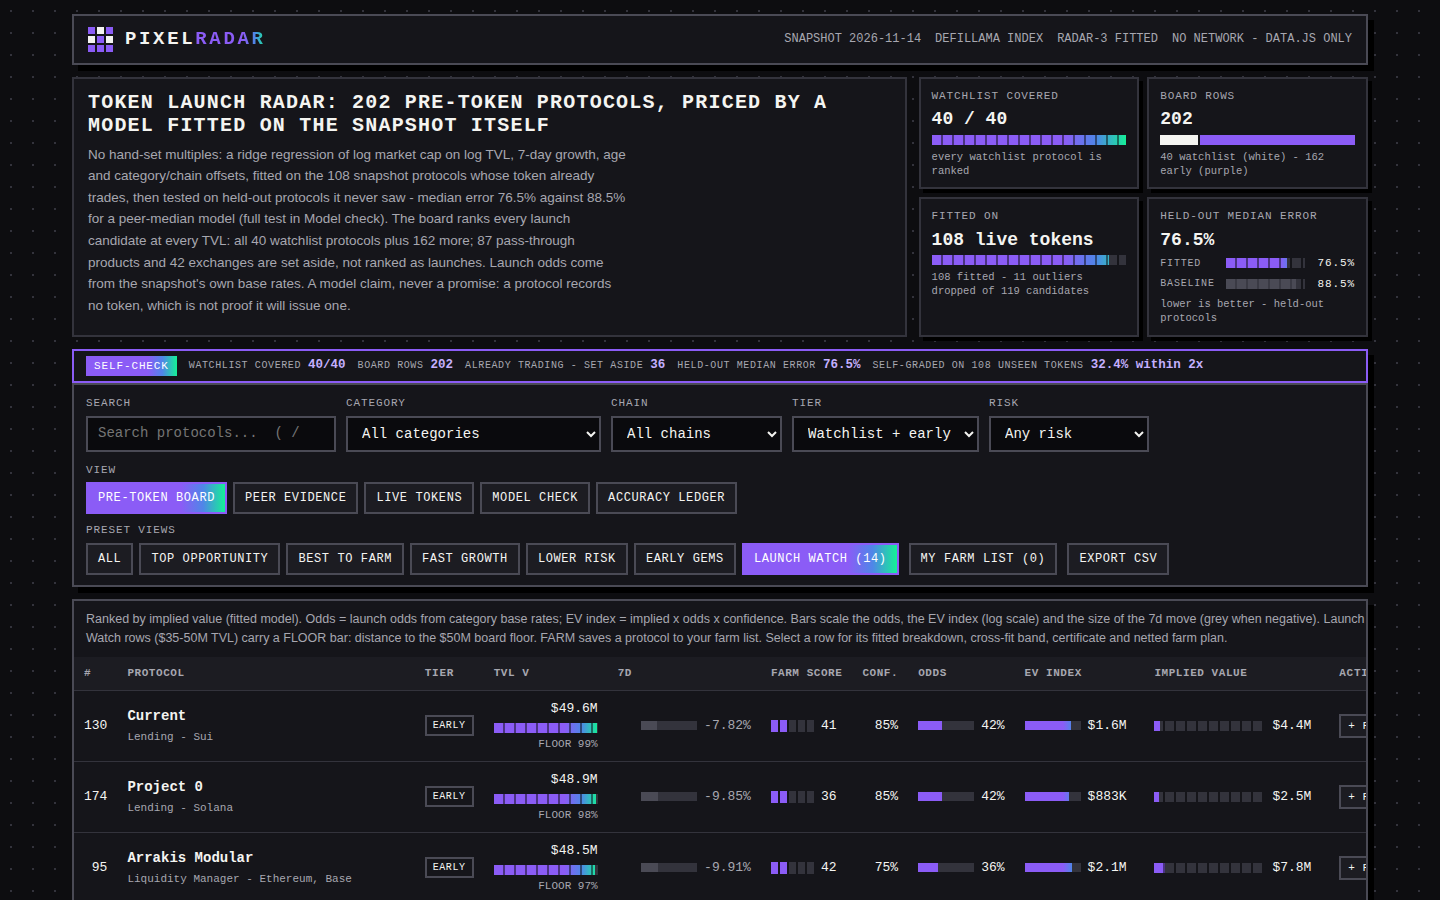 PIXELRADAR
SNAPSHOT 2026-11-14 DEFILLAMA INDEX RADAR-3 FITTED NO NETWORK - DATA.JS ONLY
TOKEN LAUNCH RADAR: 202 PRE-TOKEN PROTOCOLS, PRICED BY A
MODEL FITTED ON THE SNAPSHOT ITSELF
No hand-set multiples: a ridge regression of log market cap on log TVL, 7-day growth, age
and category/chain offsets, fitted on the 108 snapshot protocols whose token already
trades, then tested on held-out protocols it never saw - median error 76.5% against 88.5%
for a peer-median model (full test in Model check). The board ranks every launch
candidate at every TVL: all 40 watchlist protocols plus 162 more; 87 pass-through
products and 42 exchanges are set aside, not ranked as launches. Launch odds come
from the snapshot's own base rates. A model claim, never a promise: a protocol records
no token, which is not proof it will issue one.
WATCHLIST COVERED
40 / 40
every watchlist protocol is
ranked
BOARD ROWS
202
40 watchlist (white) - 162
early (purple)
FITTED ON
108 live tokens
108 fitted - 11 outliers
dropped of 119 candidates
HELD-OUT MEDIAN ERROR
76.5%
FITTED 76.5%
BASELINE 88.5%
lower is better - held-out
protocols
SELF-CHECK WATCHLIST COVERED 40/40 BOARD ROWS 202 ALREADY TRADING - SET ASIDE 36 HELD-OUT MEDIAN ERROR 76.5% SELF-GRADED ON 108 UNSEEN TOKENS 32.4% within 2x
SEARCH CATEGORY CHAIN TIER RISK
Search protocols... ( / All categories All chains Watchlist + early Any risk
VIEW
PRE-TOKEN BOARD PEER EVIDENCE LIVE TOKENS MODEL CHECK ACCURACY LEDGER
PRESET VIEWS
ALL TOP OPPORTUNITY BEST TO FARM FAST GROWTH LOWER RISK EARLY GEMS LAUNCH WATCH (14) MY FARM LIST (0) EXPORT CSV
Ranked by implied value (fitted model). Odds = launch odds from category base rates; EV index = implied x odds x confidence. Bars scale the odds, the EV index (log scale) and the size of the 7d move (grey when negative). Launch
Watch rows ($35-50M TVL) carry a FLOOR bar: distance to the $50M board floor. FARM saves a protocol to your farm list. Select a row for its fitted breakdown, cross-fit band, certificate and netted farm plan.
# PROTOCOL TIER TVL V 7D FARM SCORE CONF. ODDS EV INDEX IMPLIED VALUE ACTI
130 Current EARLY $49.6M -7.82% 41 85% 42% $1.6M $4.4M + F
Lending - Sui FLOOR 99%
174 Project 0 EARLY $48.9M -9.85% 36 85% 42% $883K $2.5M + F
Lending - Solana FLOOR 98%
95 Arrakis Modular EARLY $48.5M -9.91% 42 75% 36% $2.1M $7.8M + F
Liquidity Manager - Ethereum, Base FLOOR 97%